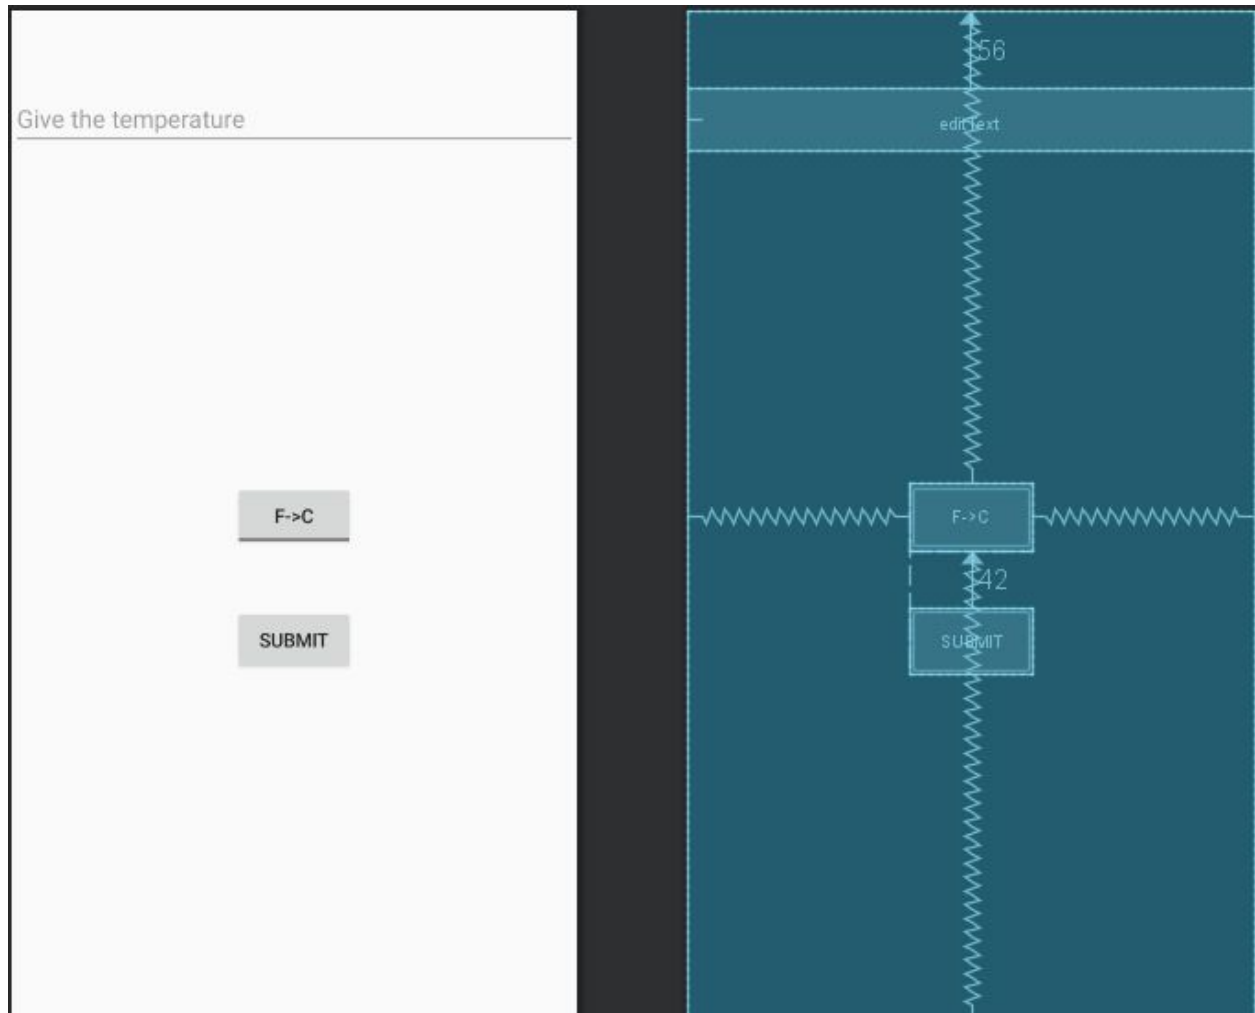 56
Give the temperature
editText
F->C
F->C
42
SUBMIT
SUBMIT